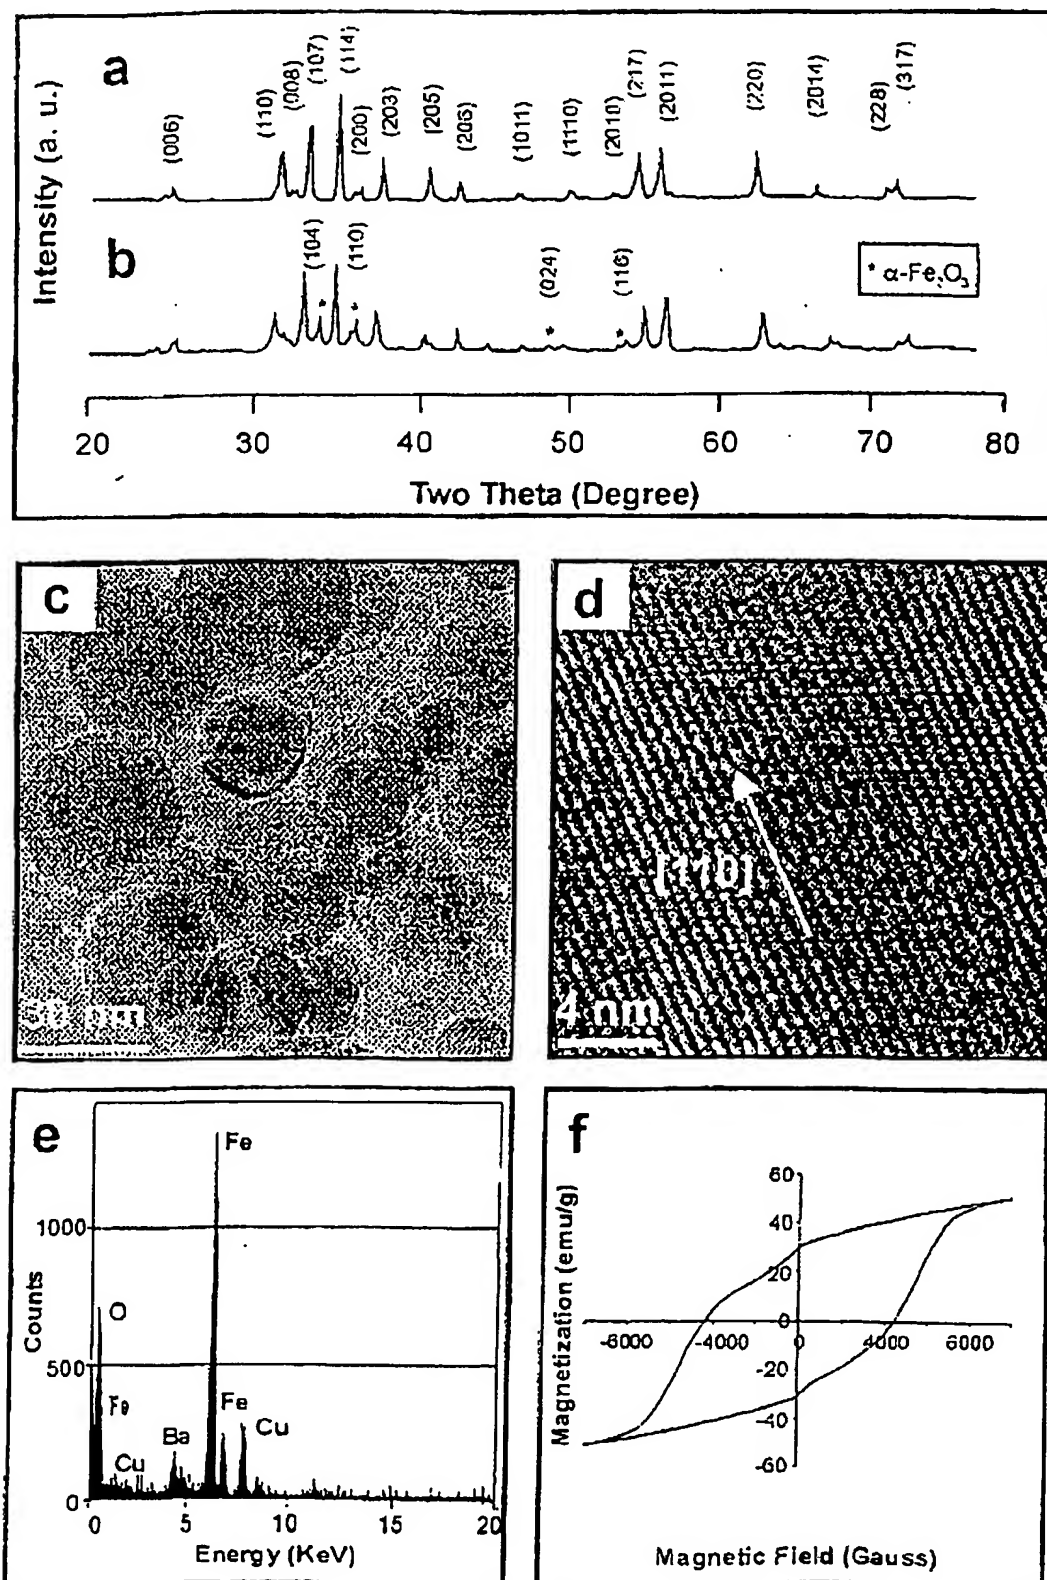 a
Intensity (a. u.)
(006)
(110)
(008)
(107)
(114)
(200)
(203)
(205)
(206)
(1011)
(1110)
(2010)
(217)
(2011)
(220)
(2014)
(228)
(317)
b
(104)
(110)
(024)
(116)
* α-Fe₂O₃
* * * *
20 30 40 50 60 70 80
Two Theta (Degree)
c
nm
d
[110]
4 nm
e
Counts
1000
500
0
Fe
O
Fe
Cu
Ba
Fe
Cu
0 5 10 15 20
Energy (KeV)
f
Magnetization (emu/g)
60
40
20
0
-20
-40
-60
-8000 -4000 0 4000 6000
Magnetic Field (Gauss)